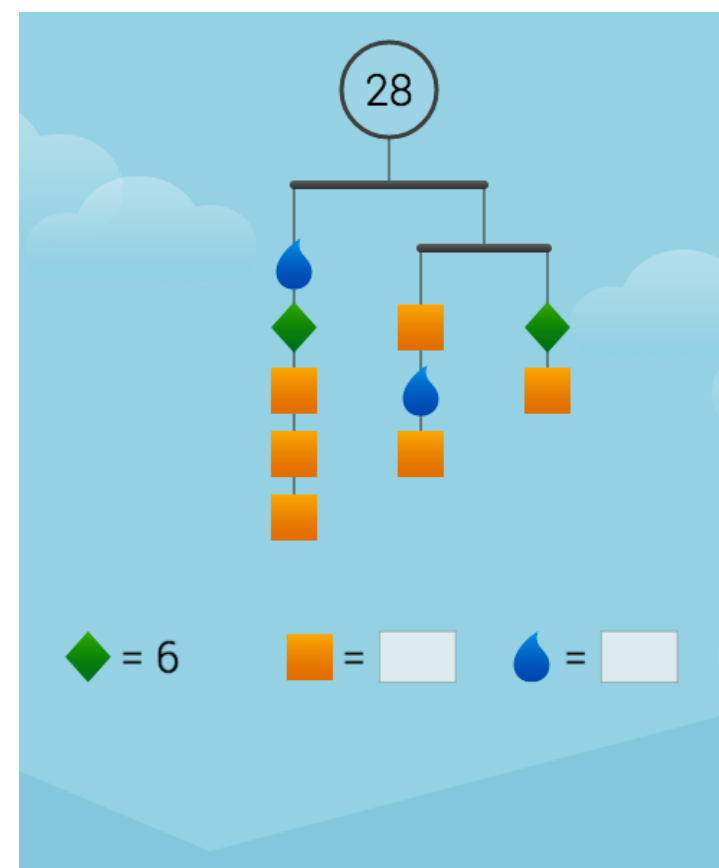 28
= 6 = =